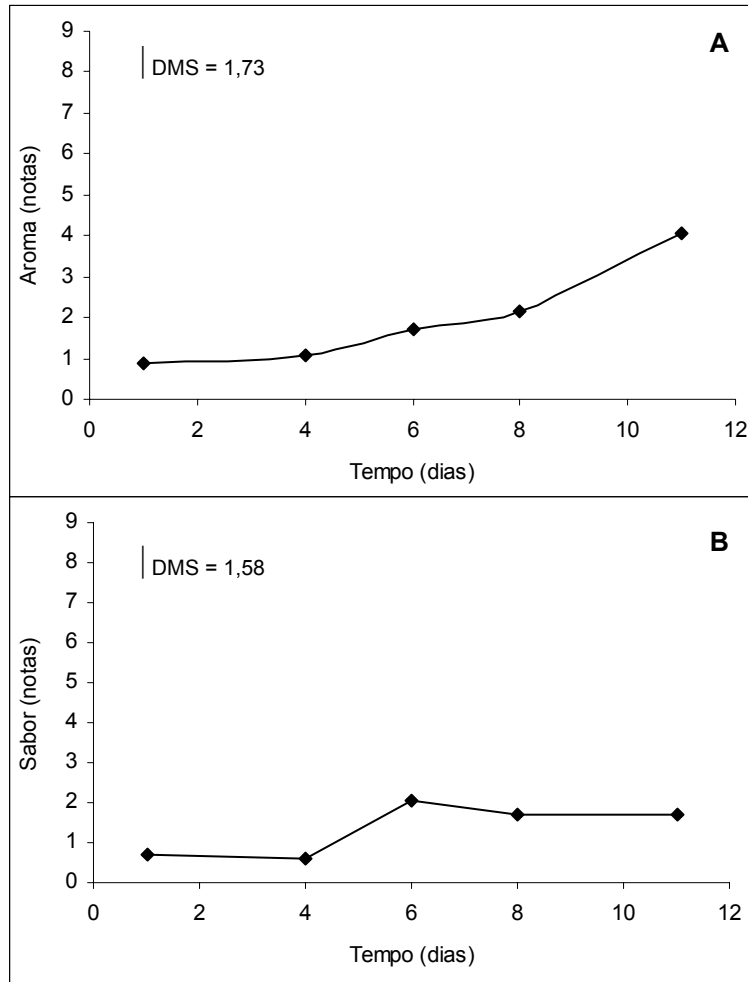 A
DMS = 1,73
Aroma (notas)
9
8
7
6
5
4
3
2
1
0
0 2 4 6 8 10 12
Tempo (dias)
B
DMS = 1,58
Sabor (notas)
9
8
7
6
5
4
3
2
1
0
0 2 4 6 8 10 12
Tempo (dias)